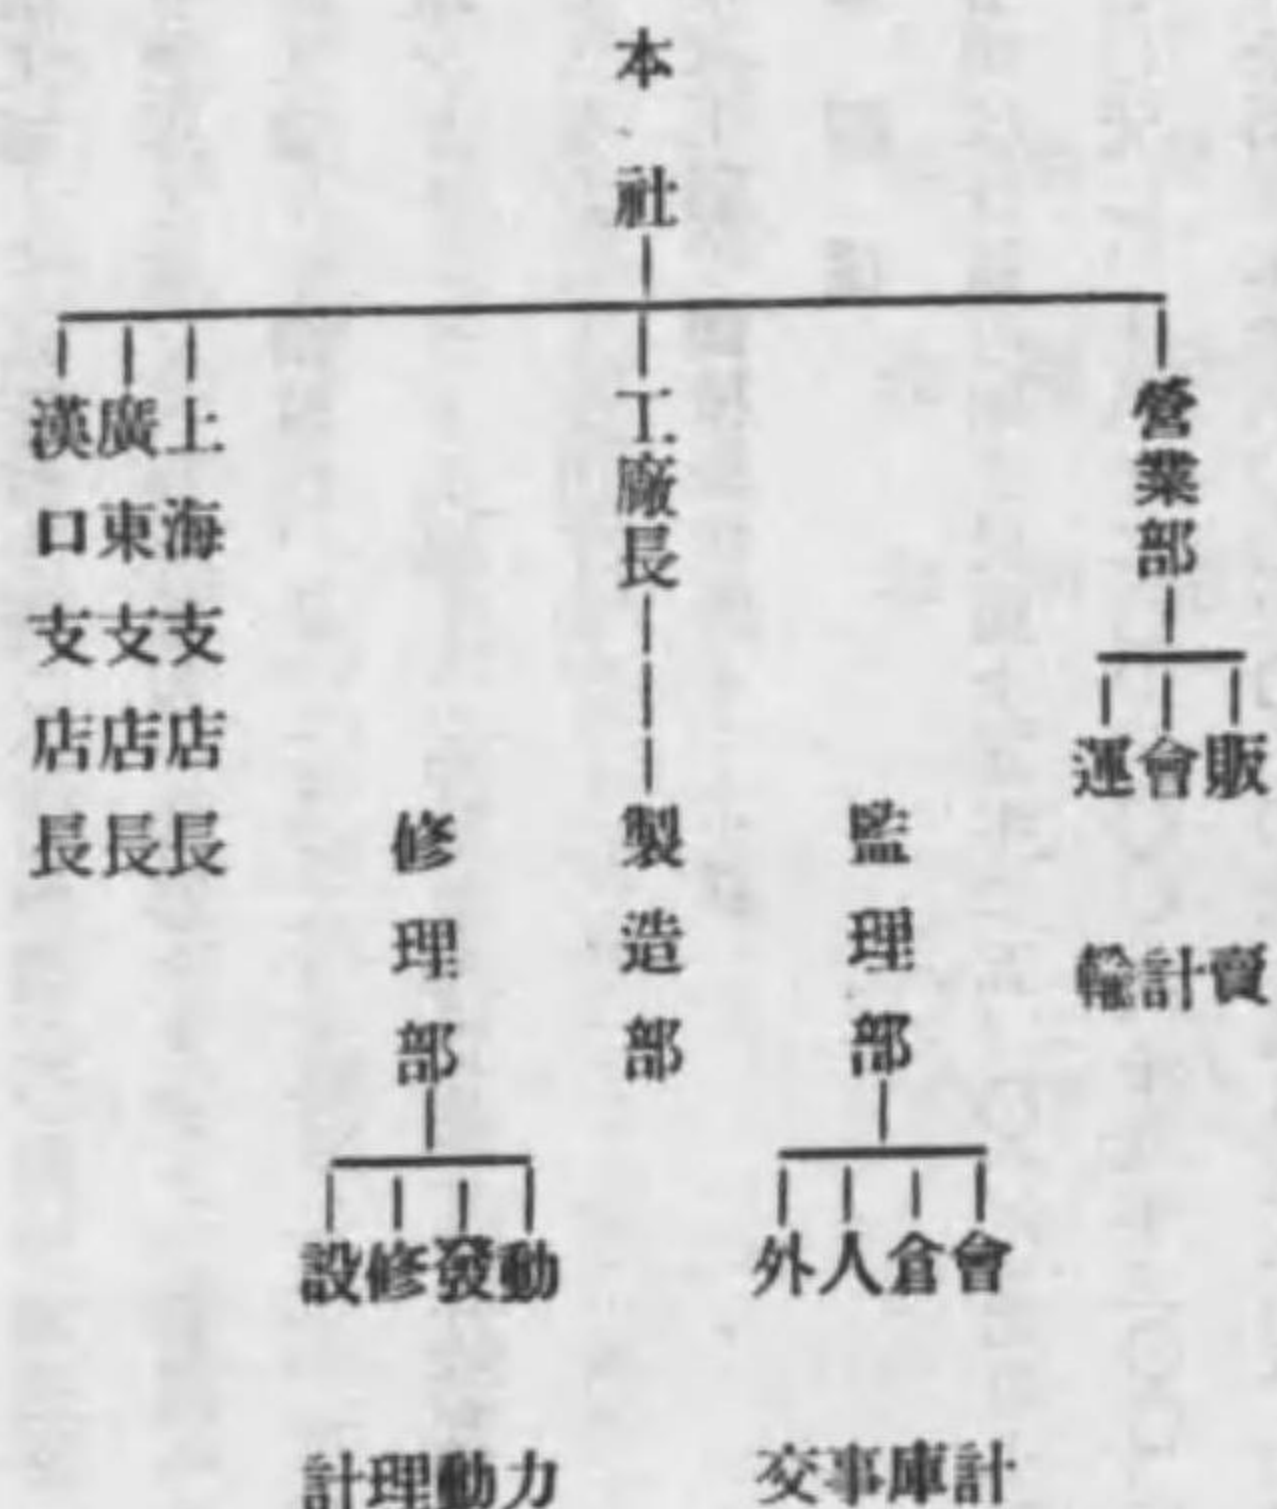 本社
營業部
販賣
會計
運輸
工廠長
監理部
會計
倉庫
人事
外交
製造部
修理部
動力
發動
修理
設計
上海支店長
廣東支店長
漢口支店長